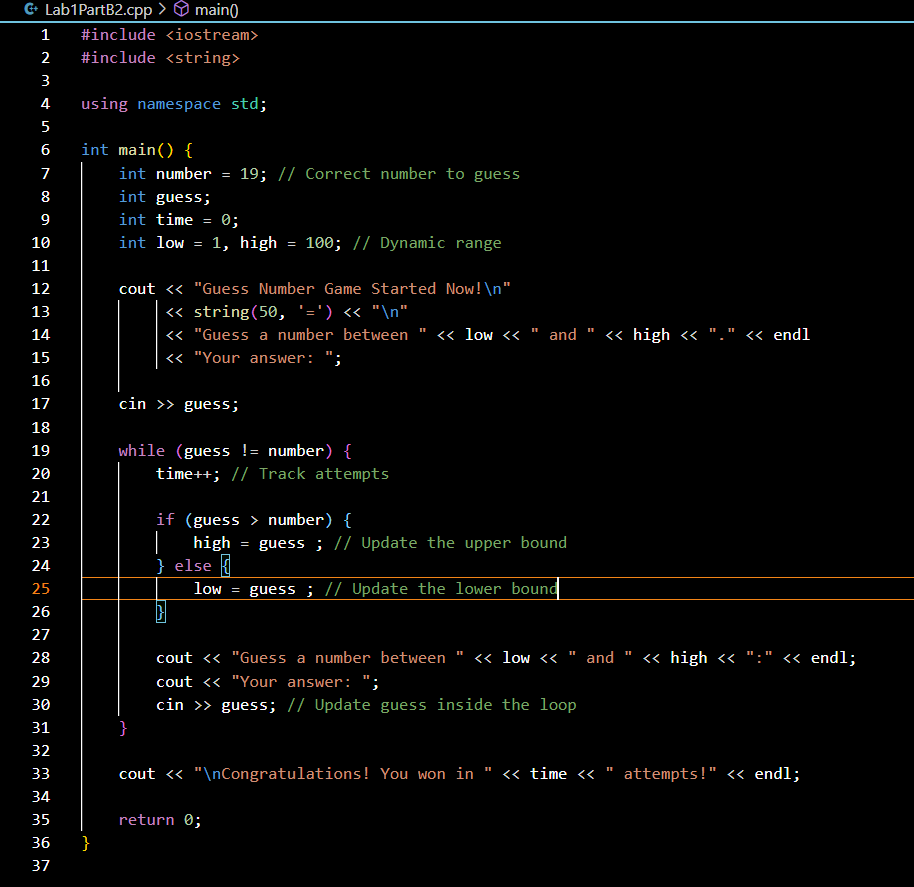 Lab1PartB2.cpp > main()
1 #include <iostream>
2 #include <string>
3
4 using namespace std;
5
6 int main() {
7     int number = 19; // Correct number to guess
8     int guess;
9     int time = 0;
10     int low = 1, high = 100; // Dynamic range
11
12     cout << "Guess Number Game Started Now!\n"
13          << string(50, '=') << "\n"
14          << "Guess a number between " << low << " and " << high << "." << endl
15          << "Your answer: ";
16
17     cin >> guess;
18
19     while (guess != number) {
20         time++; // Track attempts
21
22         if (guess > number) {
23             high = guess ; // Update the upper bound
24         } else {
25             low = guess ; // Update the lower bound
26         }
27
28         cout << "Guess a number between " << low << " and " << high << ":" << endl;
29         cout << "Your answer: ";
30         cin >> guess; // Update guess inside the loop
31     }
32
33     cout << "\nCongratulations! You won in " << time << " attempts!" << endl;
34
35     return 0;
36 }
37